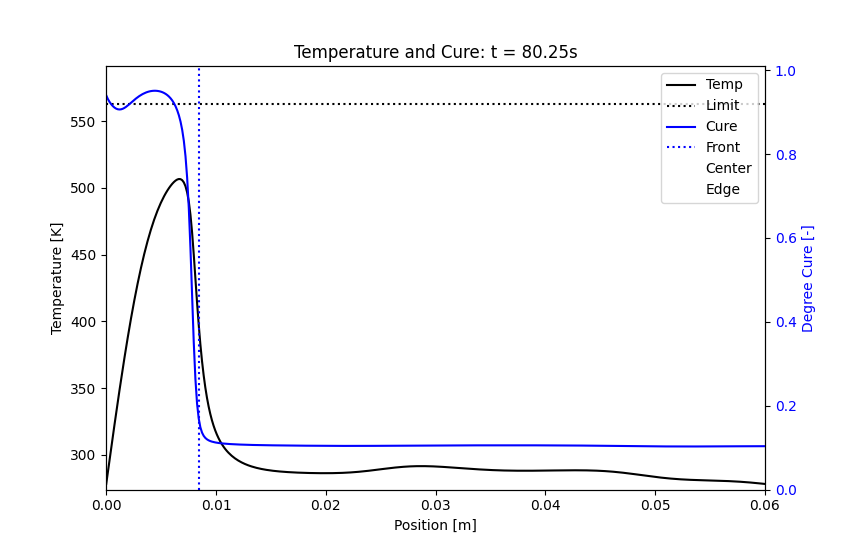 Temperature and Cure: t = 80.25s
Temp
Limit
Cure
Front
Center
Edge
Temperature [K]
550
500
450
400
350
300
Degree Cure [-]
1.0
0.8
0.6
0.4
0.2
0.0
0.00 0.01 0.02 0.03 0.04 0.05 0.06
Position [m]